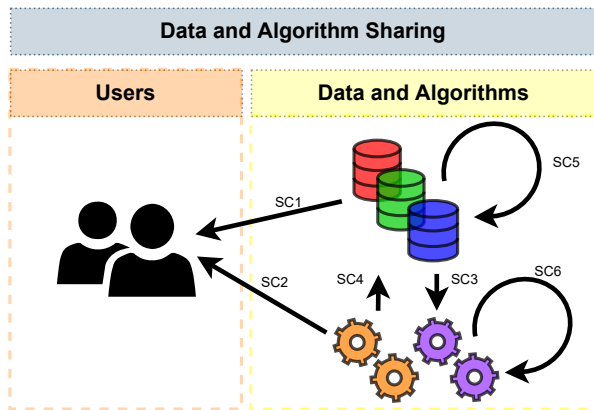 Data and Algorithm Sharing
Users
Data and Algorithms
SC5
SC1
SC2
SC4
SC3
SC6